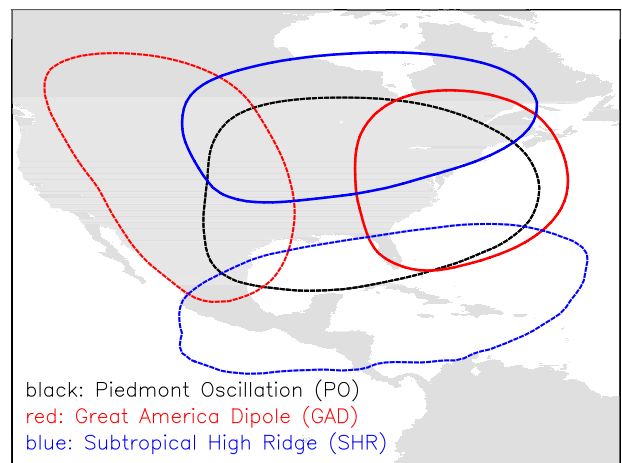 black: Piedmont Oscillation (PO)
red: Great America Dipole (GAD)
blue: Subtropical High Ridge (SHR)